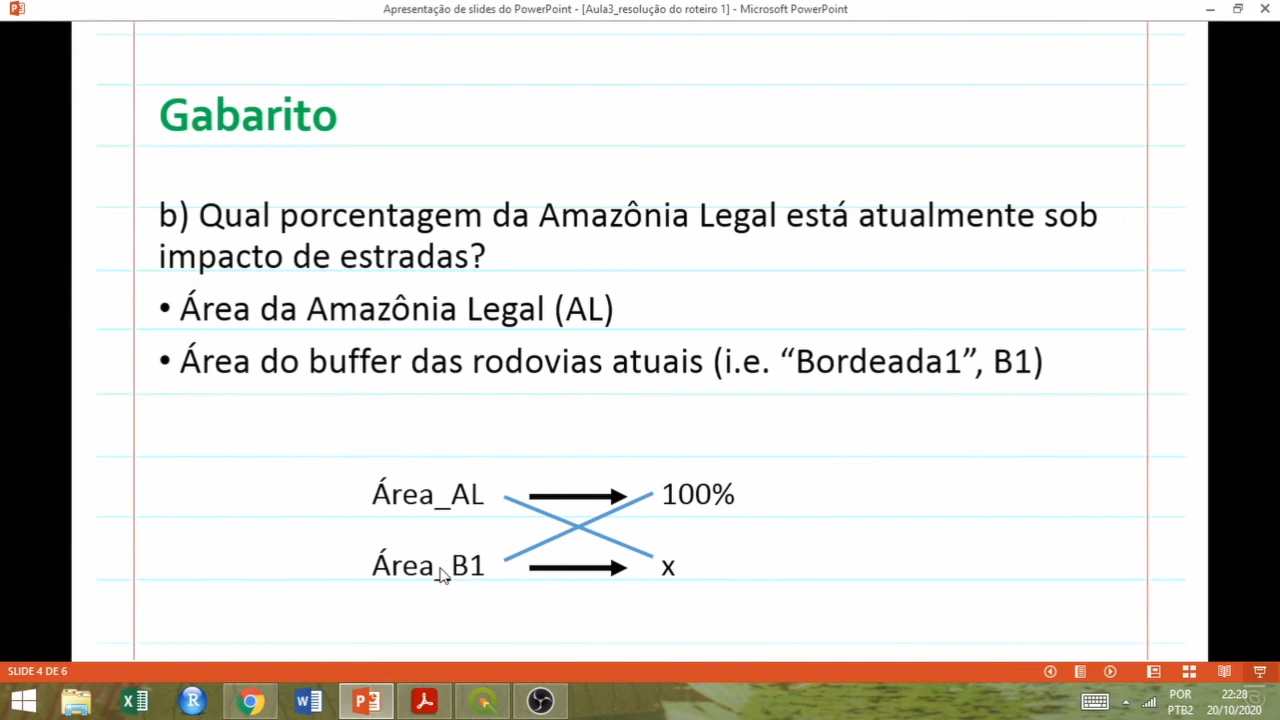 Apresentação de slides do PowerPoint - [Aula3_resolução do roteiro 1] - Microsoft PowerPoint
Gabarito
b) Qual porcentagem da Amazônia Legal está atualmente sob
impacto de estradas?
• Área da Amazônia Legal (AL)
• Área do buffer das rodovias atuais (i.e. “Bordeada1”, B1)
Área_AL 100%
Área_B1 x
SLIDE 4 DE 6
POR 22:28
PTB2 20/10/2020